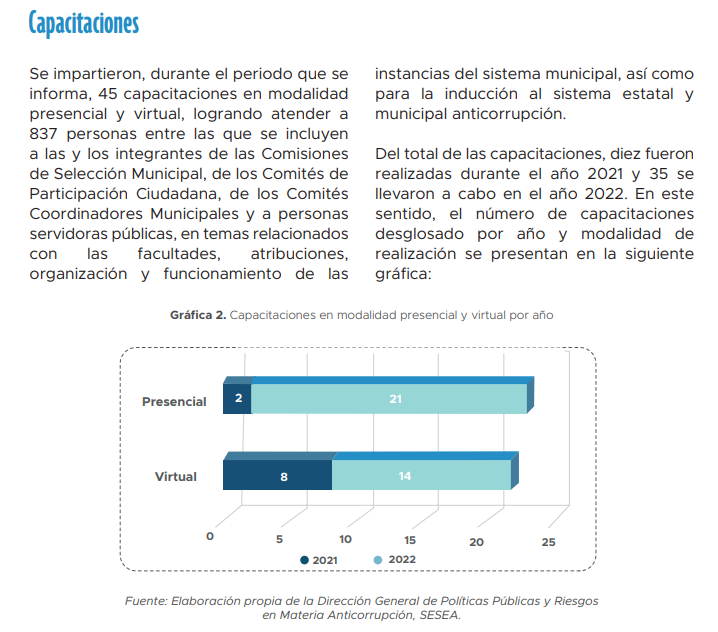 Capacitaciones
Se impartieron, durante el periodo que se
informa, 45 capacitaciones en modalidad
presencial y virtual, logrando atender a
837 personas entre las que se incluyen
a las y los integrantes de las Comisiones
de Selección Municipal, de los Comités de
Participación Ciudadana, de los Comités
Coordinadores Municipales y a personas
servidoras públicas, en temas relacionados
con las facultades, atribuciones,
organización y funcionamiento de las
instancias del sistema municipal, así como
para la inducción al sistema estatal y
municipal anticorrupción.
Del total de las capacitaciones, diez fueron
realizadas durante el año 2021 y 35 se
llevaron a cabo en el año 2022. En este
sentido, el número de capacitaciones
desglosado por año y modalidad de
realización se presentan en la siguiente
gráfica:
Gráfica 2. Capacitaciones en modalidad presencial y virtual por año
Presencial 2 21
Virtual 8 14
0 5 10 15 20 25
2021 2022
Fuente: Elaboración propia de la Dirección General de Políticas Públicas y Riesgos
en Materia Anticorrupción, SESEA.